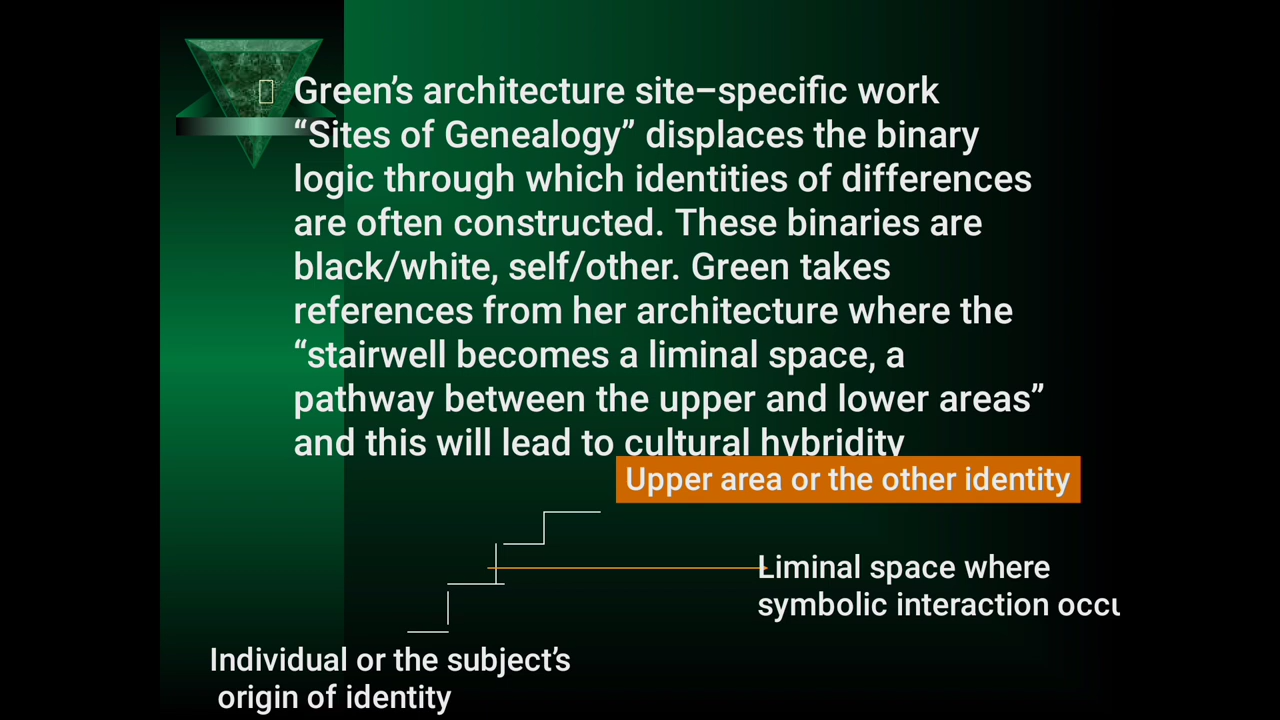 Green’s architecture site–specific work
“Sites of Genealogy” displaces the binary
logic through which identities of differences
are often constructed. These binaries are
black/white, self/other. Green takes
references from her architecture where the
“stairwell becomes a liminal space, a
pathway between the upper and lower areas”
and this will lead to cultural hybridity
Upper area or the other identity
Liminal space where
symbolic interaction
Individual or the subject’s
origin of identity